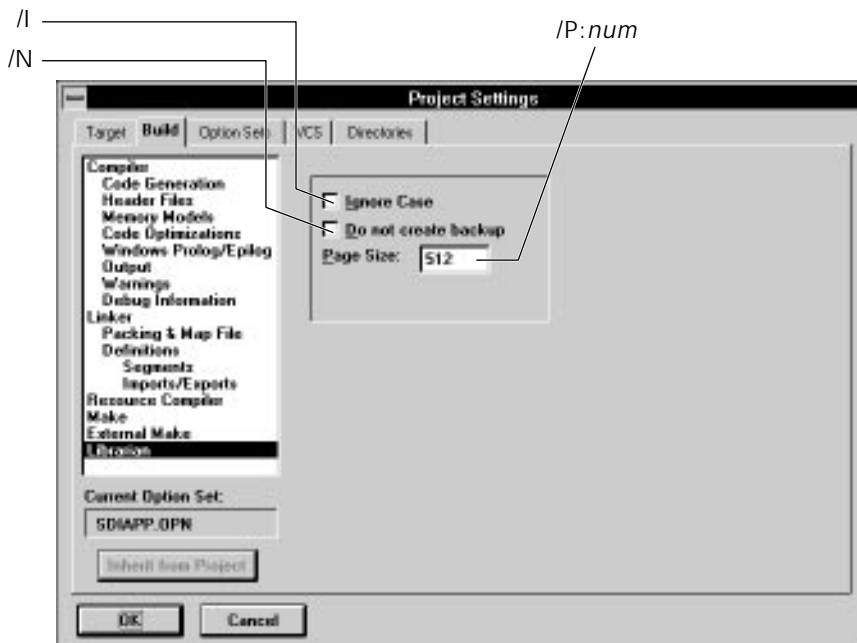 /I
/P:num
/N
Project Settings
Target Build Option Sets VCS Directories
Compiler
Code Generation
Header Files
Memory Models
Code Optimizations
Windows Prolog/Epilog
Output
Warnings
Debug Information
Linker
Packing & Map File
Definitions
Segments
Imports/Exports
Resource Compiler
Make
External Make
Librarian
Ignore Case
Do not create backup
Page Size: 512
Current Option Set:
SDIAPP.OPN
Inherit from Project
OK Cancel